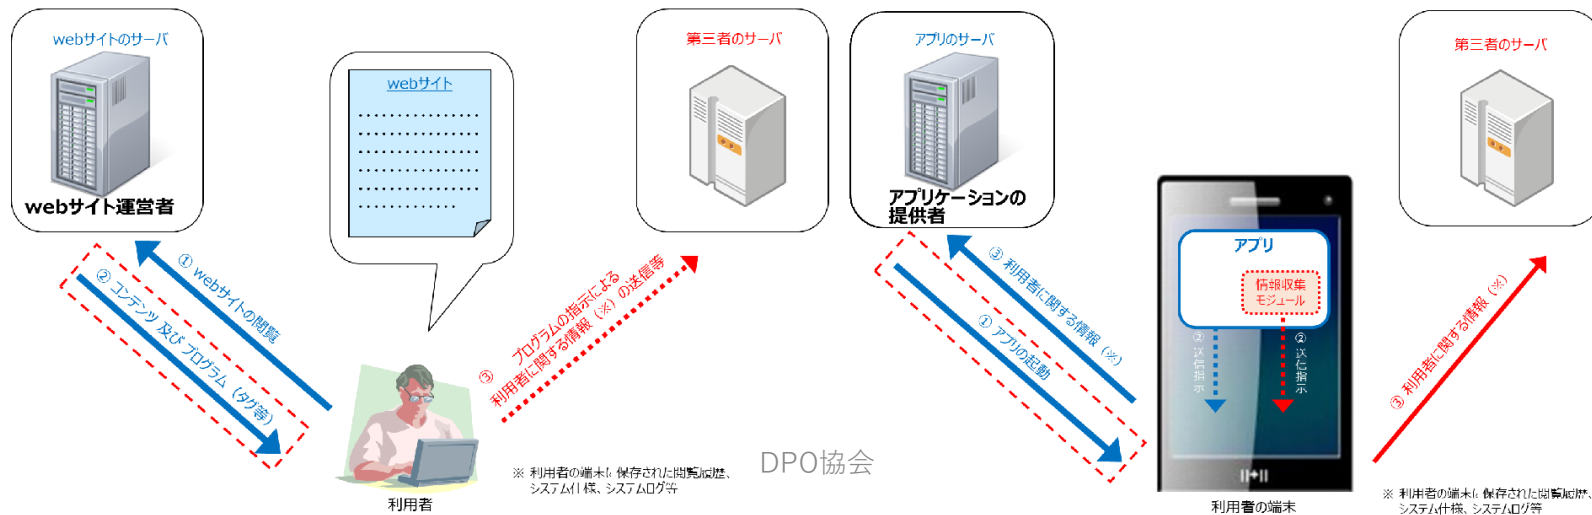 webサイトのサーバ
webサイト運営者
webサイト
第三者のサーバ
① webサイトの閲覧
② コンテンツ 及び プログラム (タグ等)
③ プログラムの指示による
利用者に関する情報 (※) の送信等
利用者
※ 利用者の端末に保存された閲覧履歴、
システム仕様、システムログ等
DPO協会
アプリのサーバ
アプリケーションの
提供者
③ 利用者に関する情報 (※)
① アプリの起動
アプリ
情報収集
モジュール
② 送信指示
② 送信指示
利用者の端末
第三者のサーバ
③ 利用者に関する情報 (※)
※ 利用者の端末に保存された閲覧履歴、
システム仕様、システムログ等